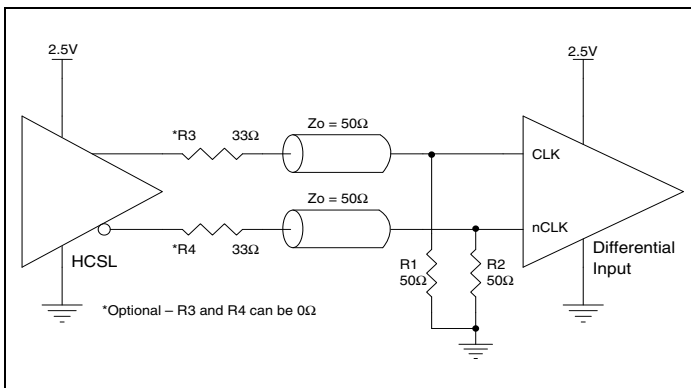 2.5V
2.5V
*R3 33Ω
Zo = 50Ω
CLK
Zo = 50Ω
nCLK
*R4 33Ω
HCSL
R1
50Ω
R2
50Ω
Differential
Input
*Optional – R3 and R4 can be 0Ω